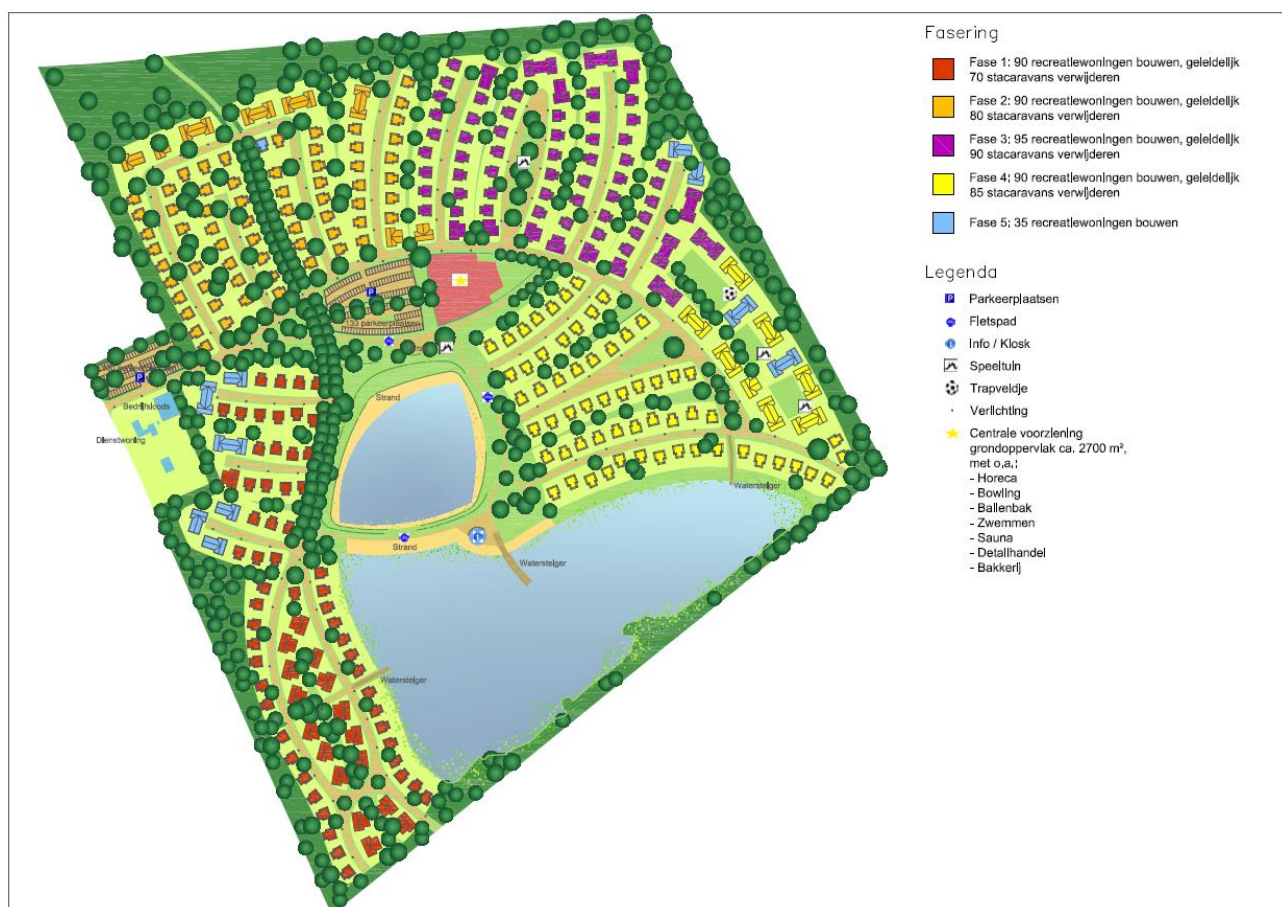 Fasering
Fase 1: 90 recreatiewoningen bouwen, geleidelijk
70 stacaravans verwijderen
Fase 2: 90 recreatiewoningen bouwen, geleidelijk
80 stacaravans verwijderen
Fase 3: 95 recreatiewoningen bouwen, geleidelijk
90 stacaravans verwijderen
Fase 4: 90 recreatiewoningen bouwen, geleidelijk
85 stacaravans verwijderen
Fase 5: 35 recreatiewoningen bouwen
Legenda
P Parkeerplaatsen
Fietspad
i Info / Kiosk
Speeltuin
Trapveldje
Verlichting
Centrale voorziening
grondoppervlak ca. 2700 m²,
met o.a.:
- Horeca
- Bowling
- Ballenbak
- Zwemmen
- Sauna
- Detailhandel
- Bakkerij
P
33 parkeerplaatsen
P
Bedrijfsloods
Dienstwoning
Strand
Watersteiger
Strand
i
Watersteiger
Watersteiger